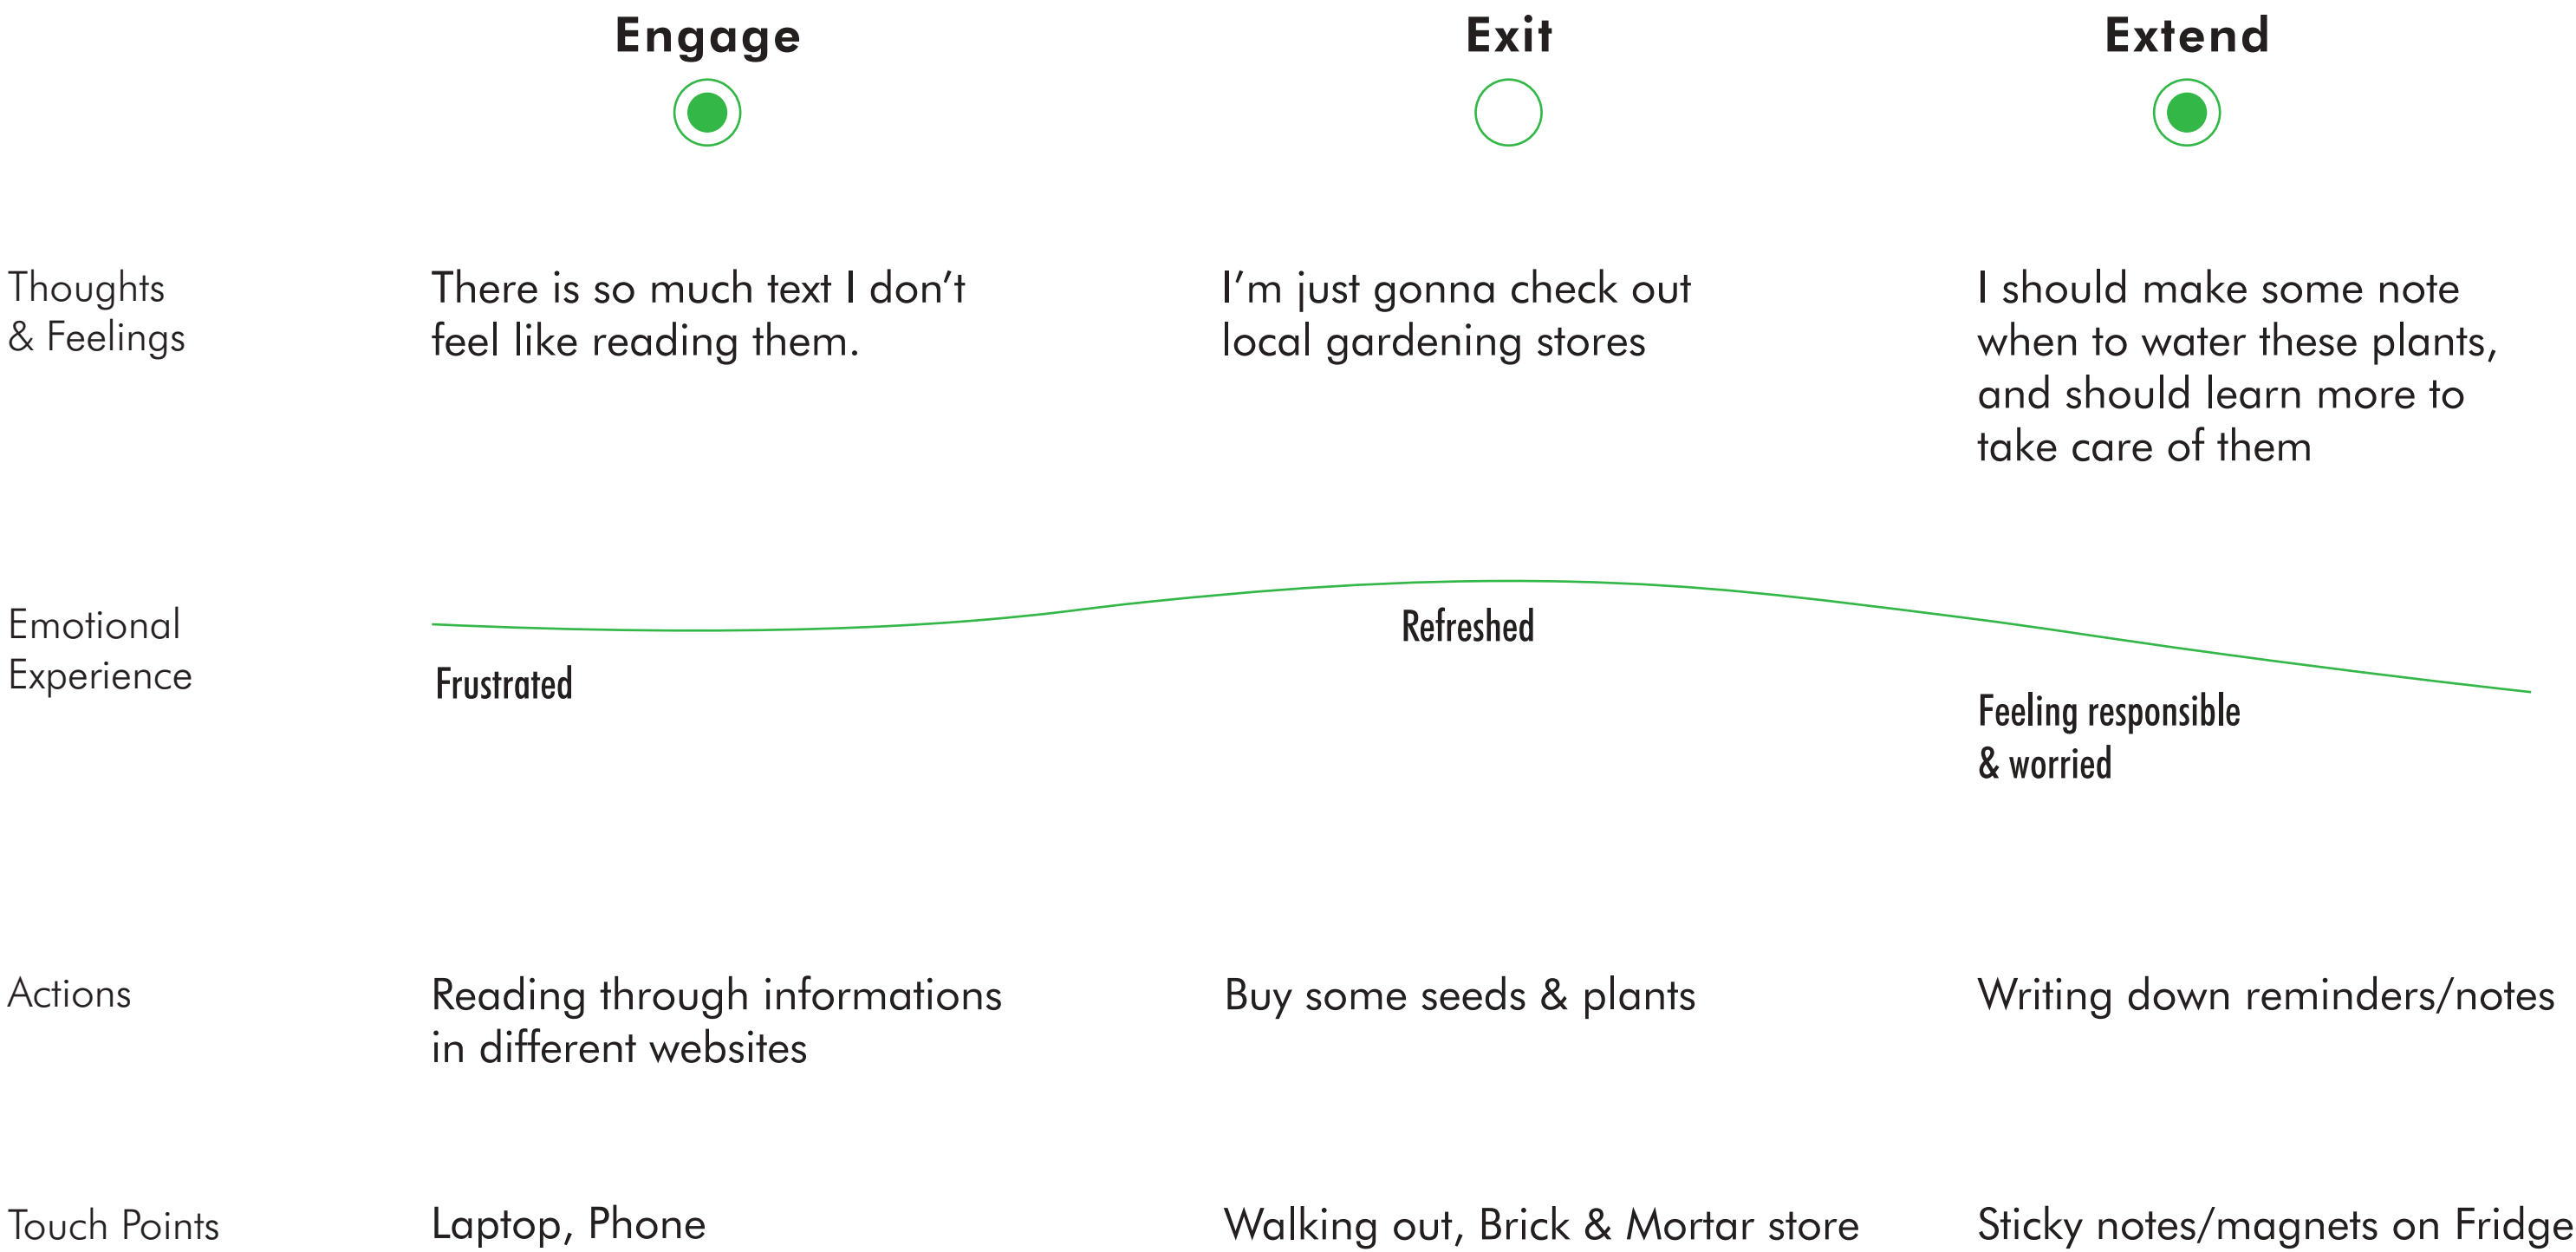 Engage
Exit
Extend
Thoughts
& Feelings
There is so much text I don’t
feel like reading them.
I’m just gonna check out
local gardening stores
I should make some note
when to water these plants,
and should learn more to
take care of them
Emotional
Experience
Frustrated
Refreshed
Feeling responsible
& worried
Actions
Reading through informations
in different websites
Buy some seeds & plants
Writing down reminders/notes
Touch Points
Laptop, Phone
Walking out, Brick & Mortar store
Sticky notes/magnets on Fridge